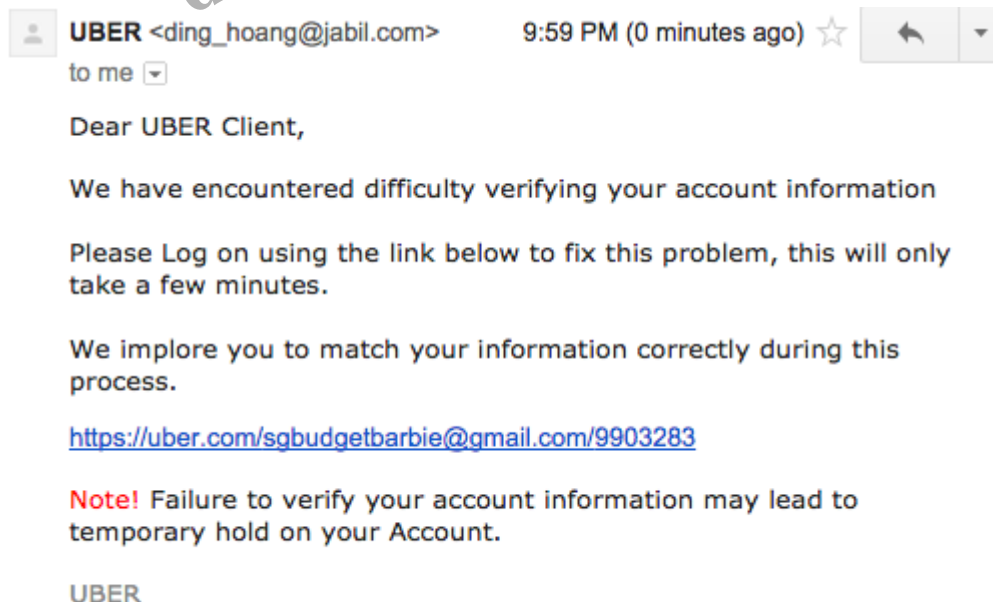 UBER <ding_hoang@jabil.com> 9:59 PM (0 minutes ago)
to me
Dear UBER Client,
We have encountered difficulty verifying your account information
Please Log on using the link below to fix this problem, this will only
take a few minutes.
We implore you to match your information correctly during this
process.
https://uber.com/sgbudgetbarbie@gmail.com/9903283
Note! Failure to verify your account information may lead to
temporary hold on your Account.
UBER